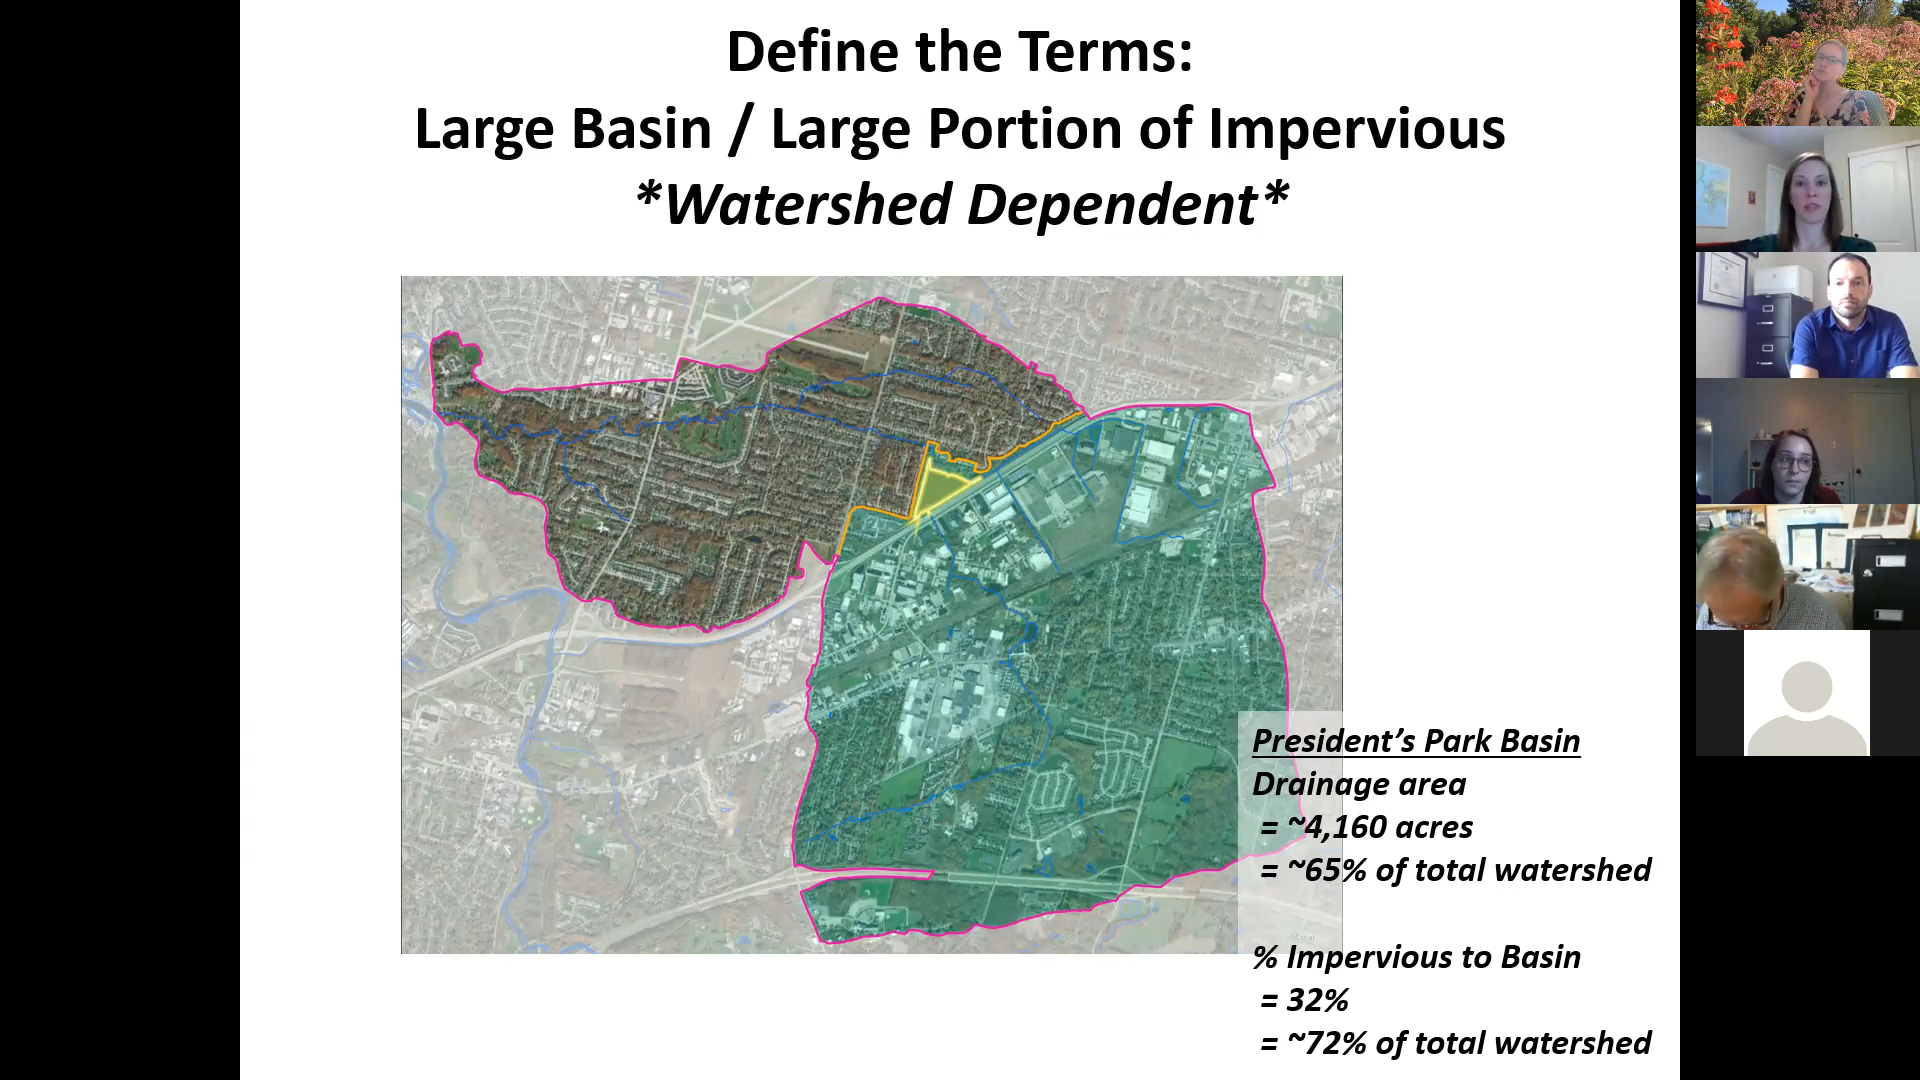 Define the Terms:
Large Basin / Large Portion of Impervious
*Watershed Dependent*
President’s Park Basin
Drainage area
= ~4,160 acres
= ~65% of total watershed
% Impervious to Basin
= 32%
= ~72% of total watershed